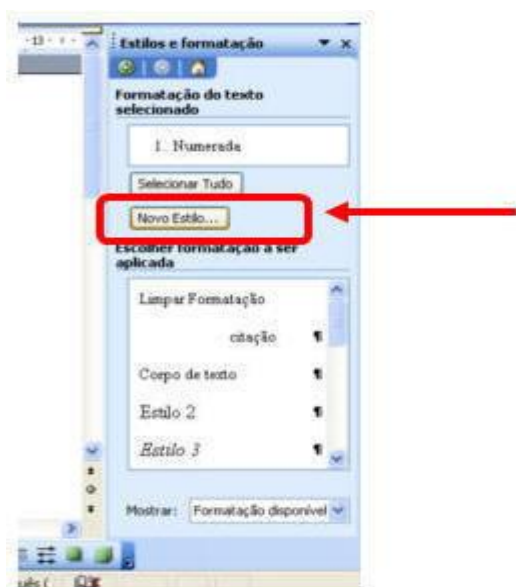 ·13·
Estilos e formatação
Formatação do texto
selecionado
1. Numerada
Selecionar Tudo
Novo Estilo...
Escolher formatação a ser
aplicada
Limpar Formatação
citação ¶
Corpo de texto ¶
Estilo 2 ¶
Estilo 3 ¶
Mostrar: Formatação disponível